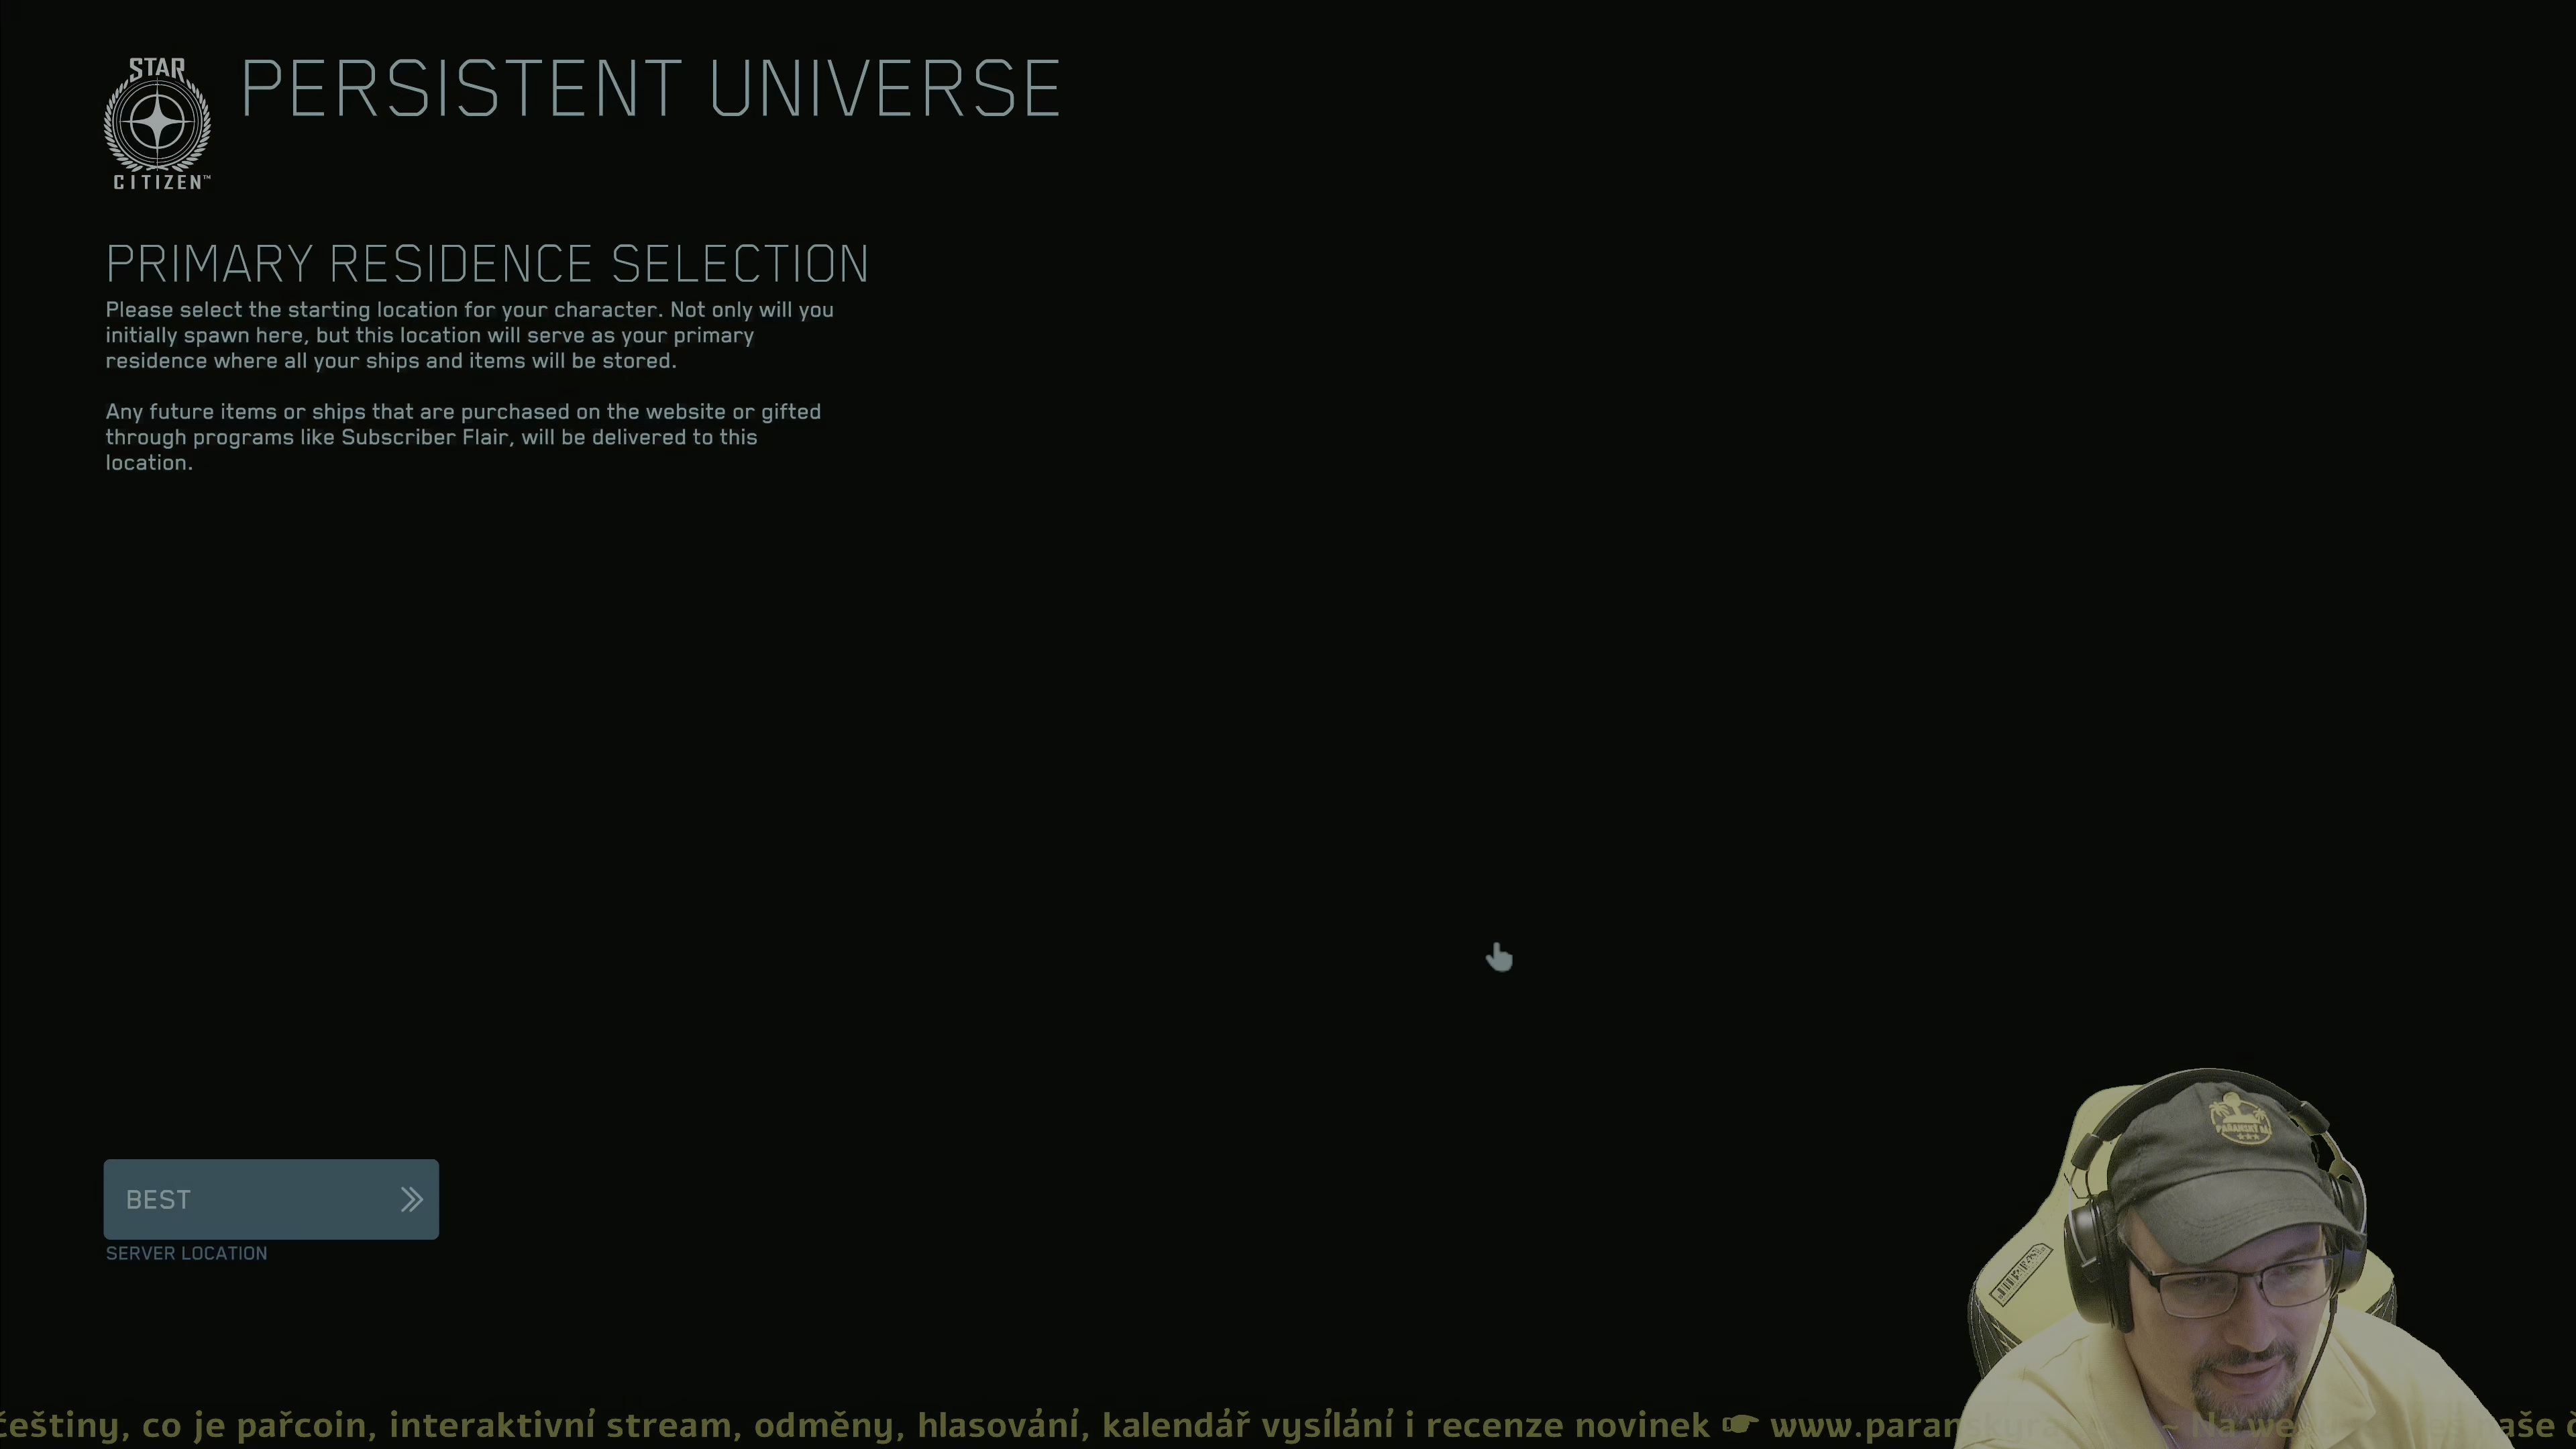 STAR
CITIZEN™
PERSISTENT UNIVERSE
PRIMARY RESIDENCE SELECTION
Please select the starting location for your character. Not only will you
initially spawn here, but this location will serve as your primary
residence where all your ships and items will be stored.
Any future items or ships that are purchased on the website or gifted
through programs like Subscriber Flair, will be delivered to this
location.
BEST
SERVER LOCATION
češtiny, co je pařcoin, interaktivní stream, odměny, hlasování, kalendář vysílání i recenze novinek ☛ www.paranskyra ~ Na we